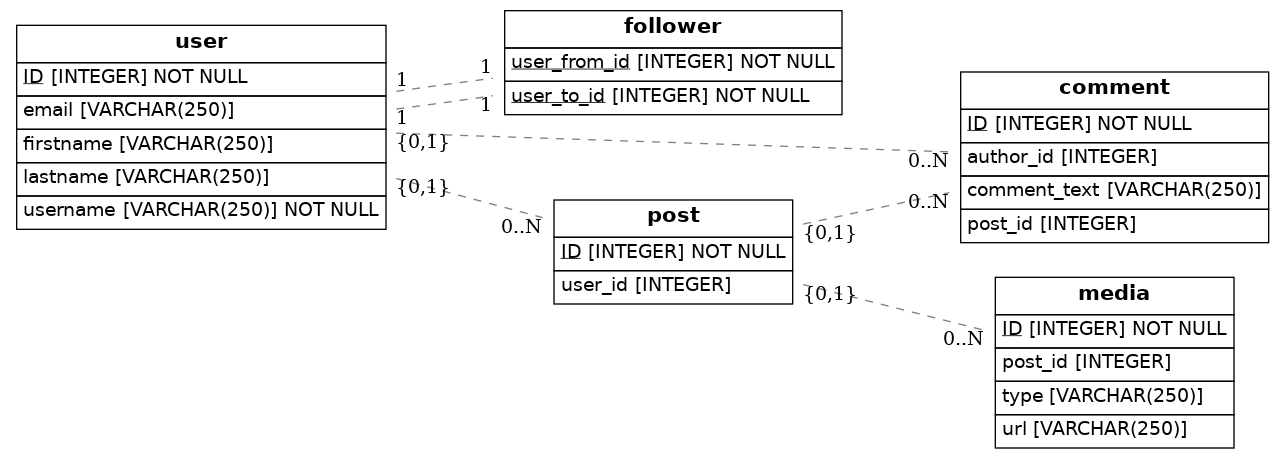 user
ID [INTEGER] NOT NULL
email [VARCHAR(250)]
firstname [VARCHAR(250)]
lastname [VARCHAR(250)]
username [VARCHAR(250)] NOT NULL
follower
user_from_id [INTEGER] NOT NULL
user_to_id [INTEGER] NOT NULL
1
1
1
1
{0,1}
0..N
{0,1}
0..N
post
ID [INTEGER] NOT NULL
user_id [INTEGER]
{0,1}
0..N
{0,1}
0..N
comment
ID [INTEGER] NOT NULL
author_id [INTEGER]
comment_text [VARCHAR(250)]
post_id [INTEGER]
media
ID [INTEGER] NOT NULL
post_id [INTEGER]
type [VARCHAR(250)]
url [VARCHAR(250)]